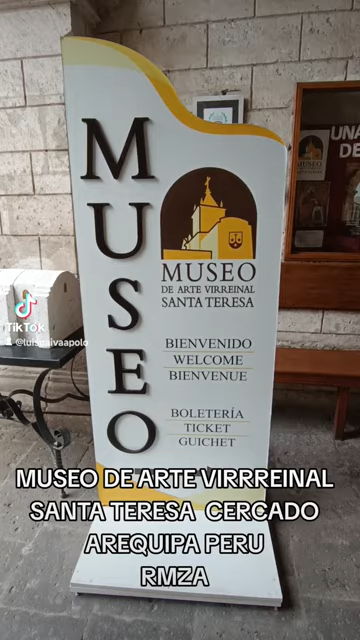 MUSEO
MUSEO
DE ARTE VIRREINAL
SANTA TERESA
BIENVENIDO
WELCOME
BIENVENUE
BOLETERÍA
TICKET
GUICHET
UNA
DE
MUSEO
TikTok
MUSEO DE ARTE VIRRREINAL
SANTA TERESA CERCADO
AREQUIPA PERU
RMZA